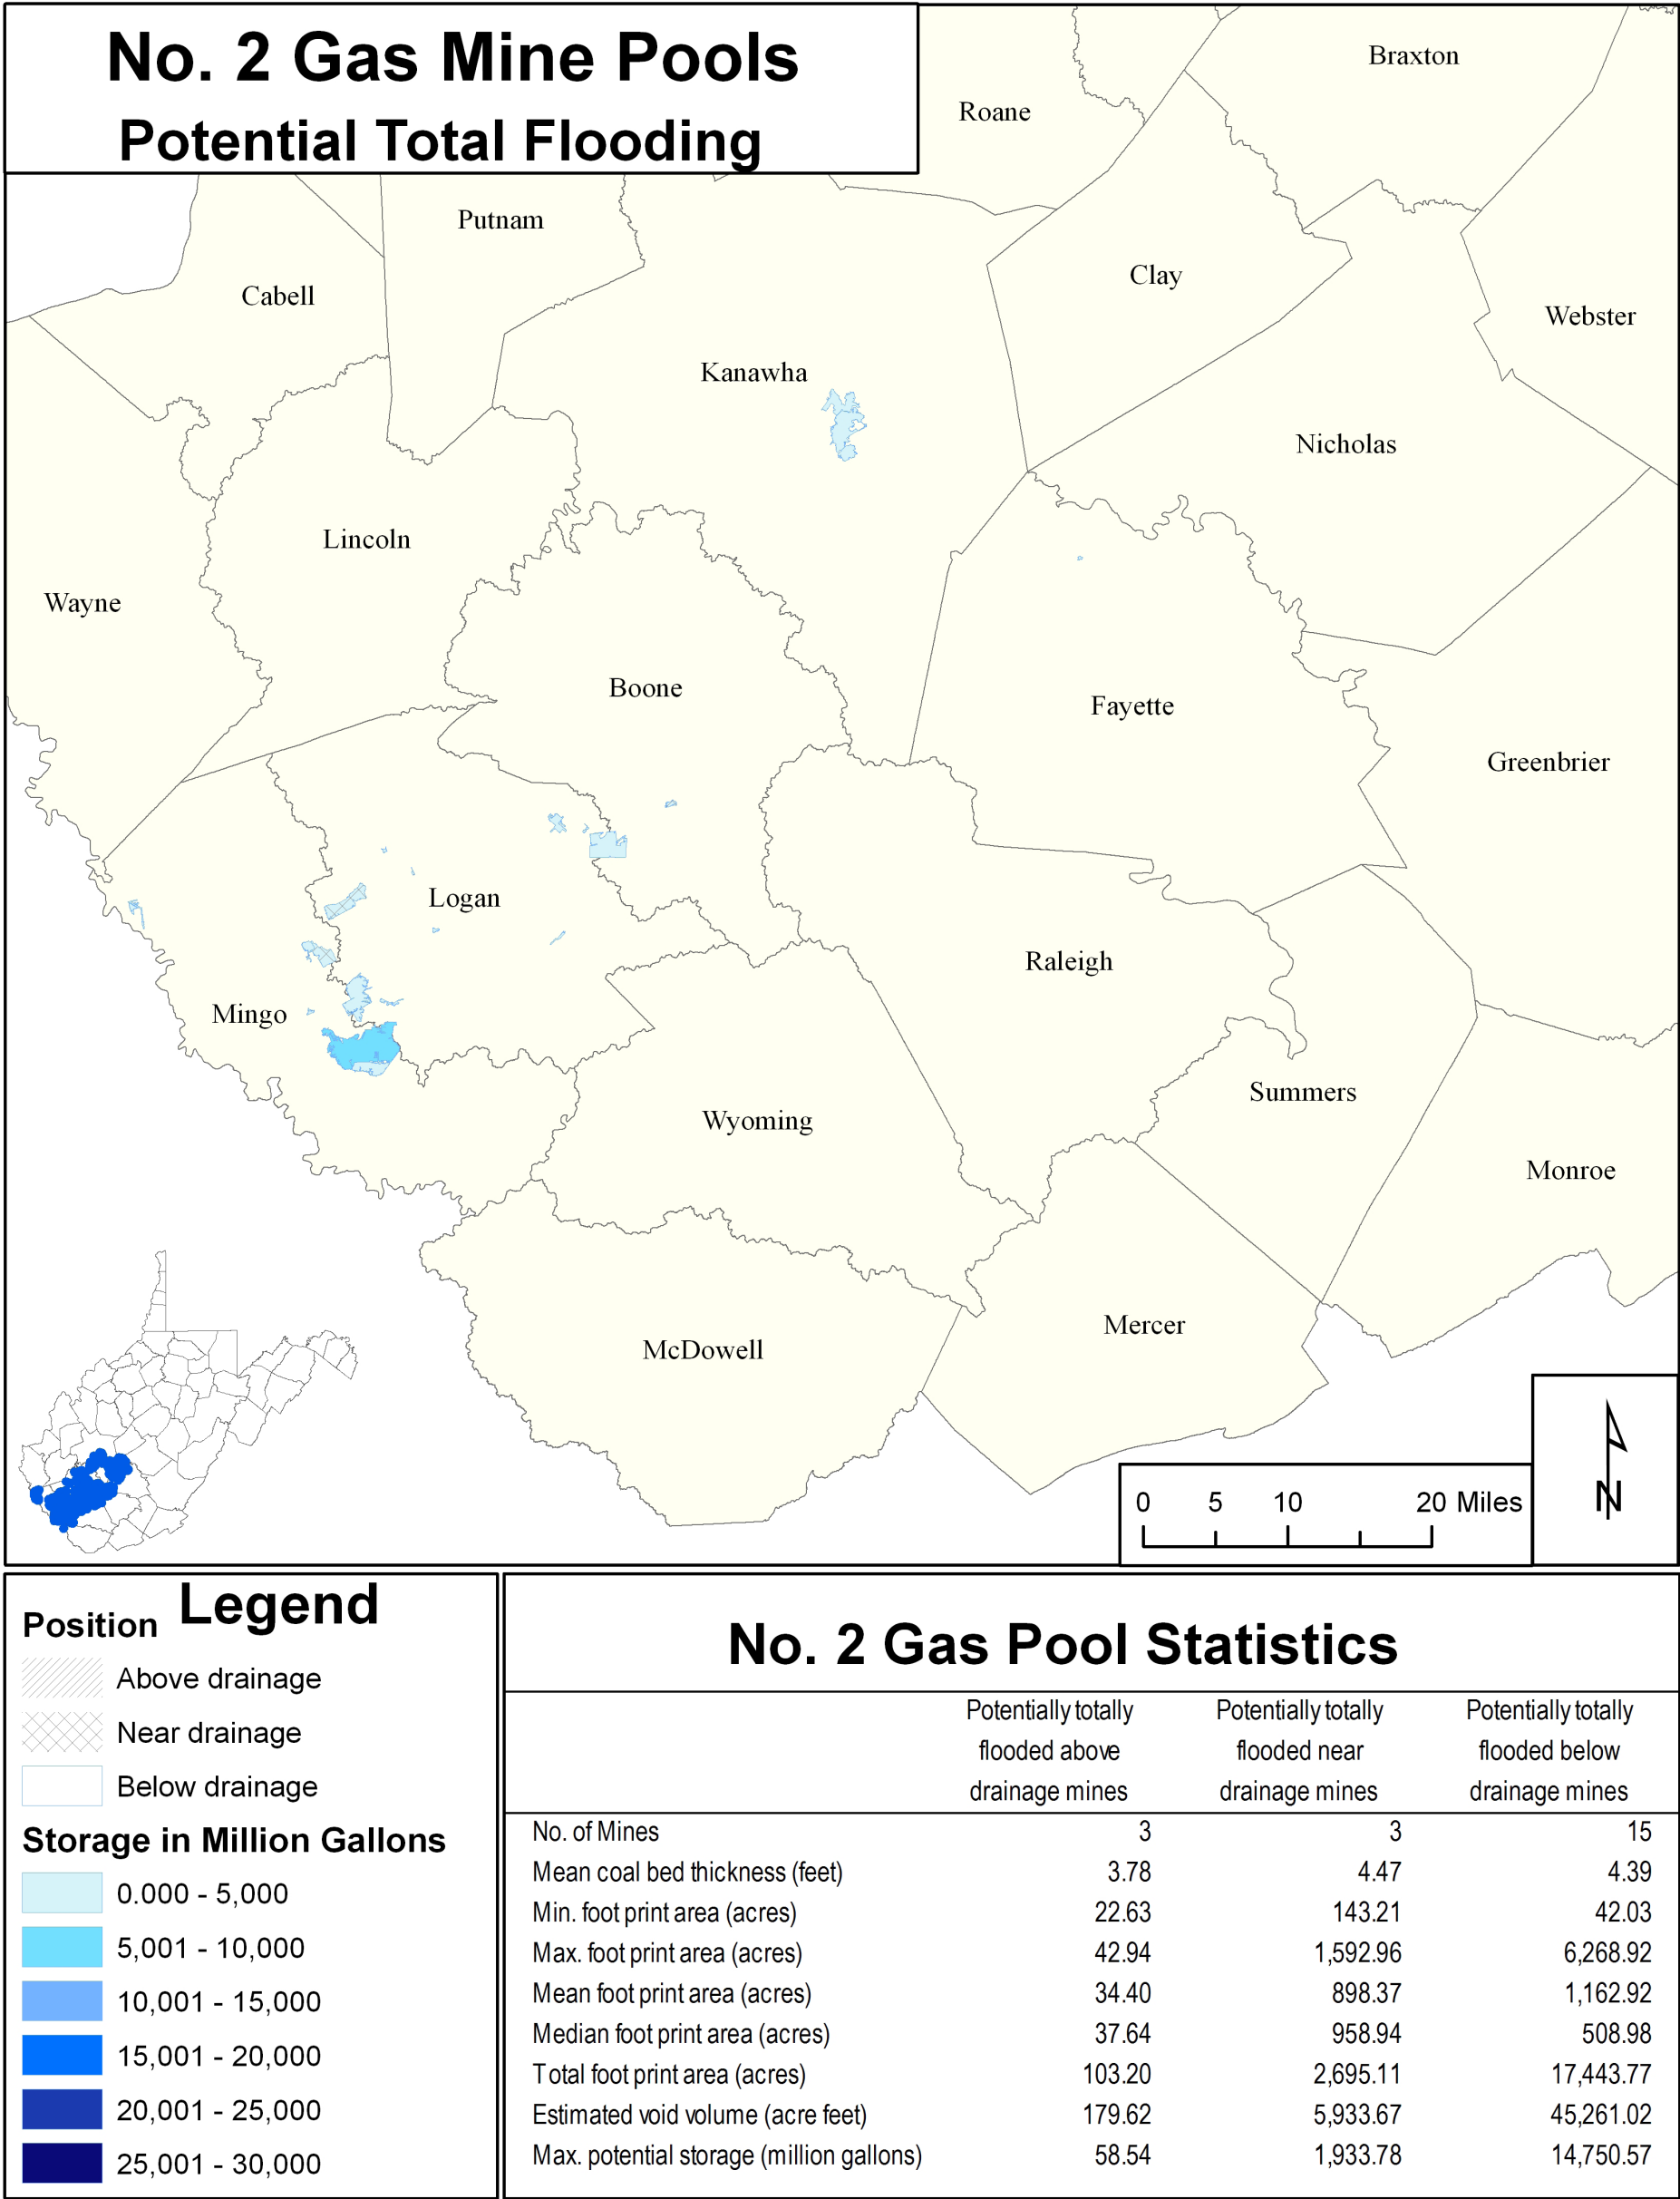 No. 2 Gas Mine Pools
Potential Total Flooding
Braxton
Roane
Putnam
Clay
Cabell
Webster
Kanawha
Nicholas
Lincoln
Wayne
Boone
Fayette
Greenbrier
Logan
Raleigh
Mingo
Summers
Wyoming
Monroe
Mercer
McDowell
0 5 10 20 Miles
N
Legend
Position
Above drainage
Near drainage
Below drainage
Storage in Million Gallons
0.000 - 5,000
5,001 - 10,000
10,001 - 15,000
15,001 - 20,000
20,001 - 25,000
25,001 - 30,000
No. 2 Gas Pool Statistics
Potentially totally Potentially totally Potentially totally
flooded above flooded near flooded below
drainage mines drainage mines drainage mines
No. of Mines 3 3 15
Mean coal bed thickness (feet) 3.78 4.47 4.39
Min. foot print area (acres) 22.63 143.21 42.03
Max. foot print area (acres) 42.94 1,592.96 6,268.92
Mean foot print area (acres) 34.40 898.37 1,162.92
Median foot print area (acres) 37.64 958.94 508.98
Total foot print area (acres) 103.20 2,695.11 17,443.77
Estimated void volume (acre feet) 179.62 5,933.67 45,261.02
Max. potential storage (million gallons) 58.54 1,933.78 14,750.57